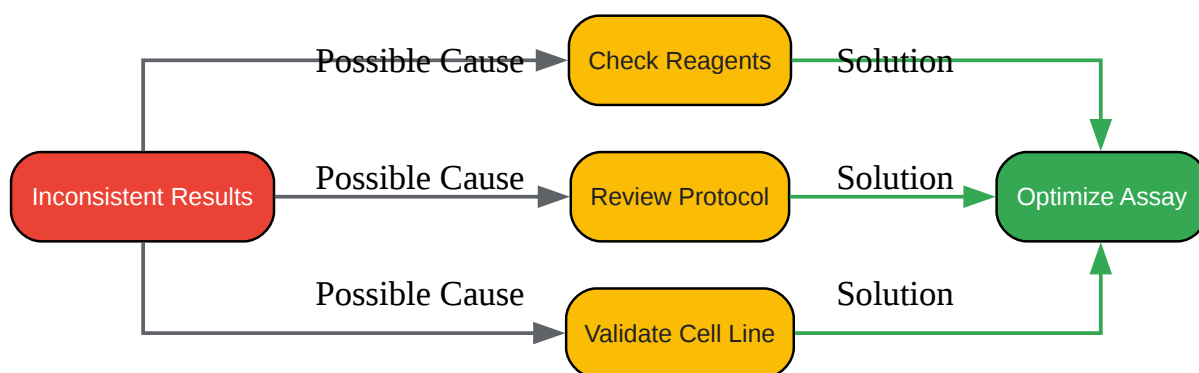 Possible Cause
Check Reagents
Solution
Inconsistent Results
Possible Cause
Review Protocol
Solution
Optimize Assay
Possible Cause
Validate Cell Line
Solution